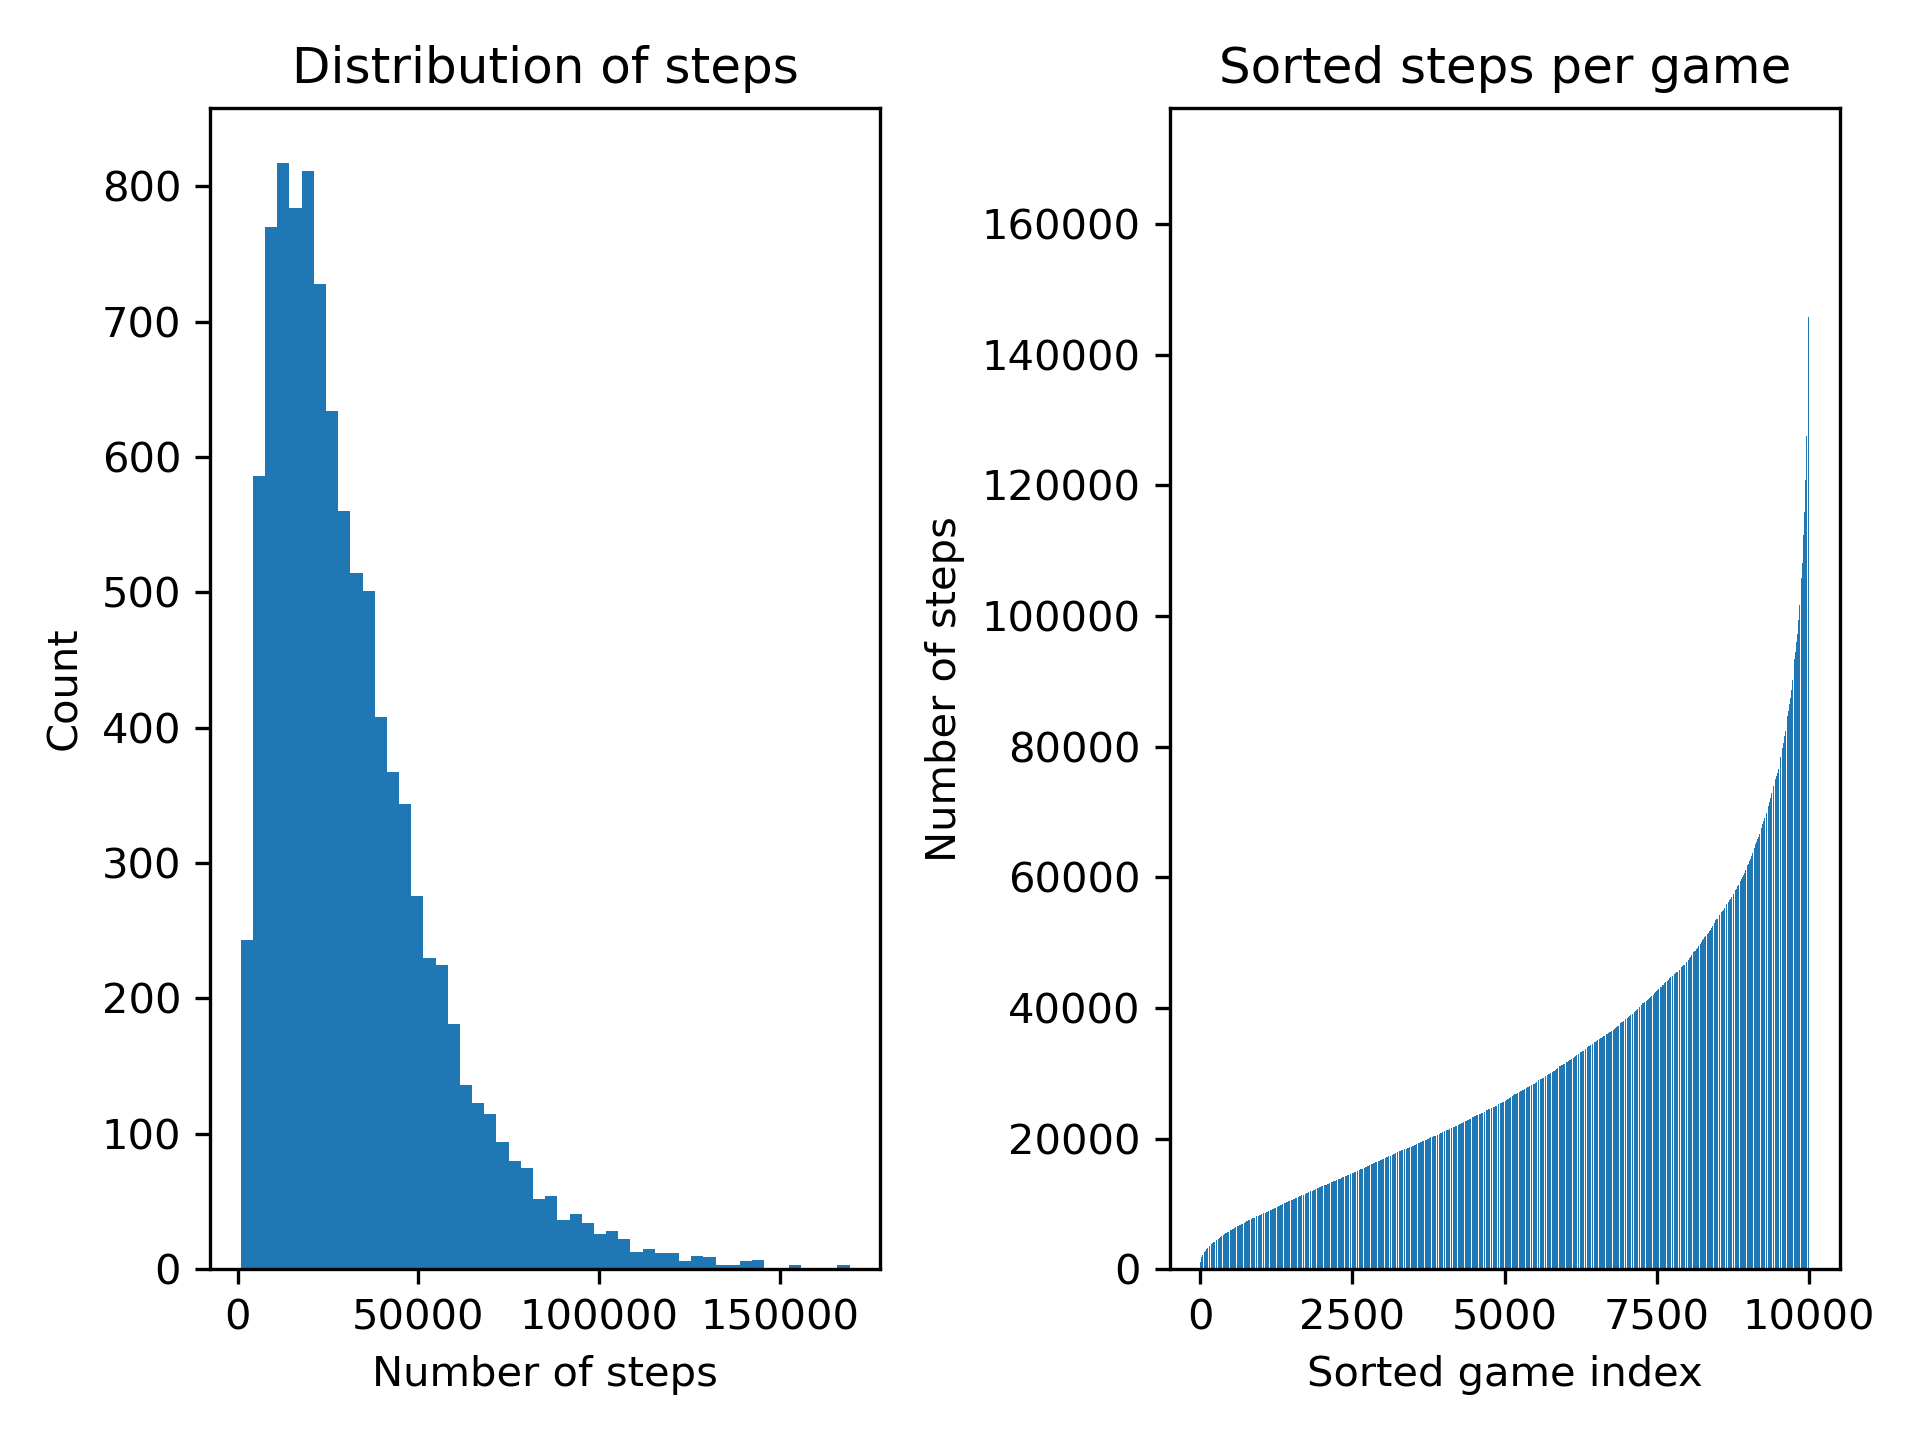 Distribution of steps
800
700
600
500
400
300
200
100
0
Count
0 50000 100000 150000
Number of steps
Sorted steps per game
160000
140000
120000
100000
80000
60000
40000
20000
0
Number of steps
0 2500 5000 7500 10000
Sorted game index